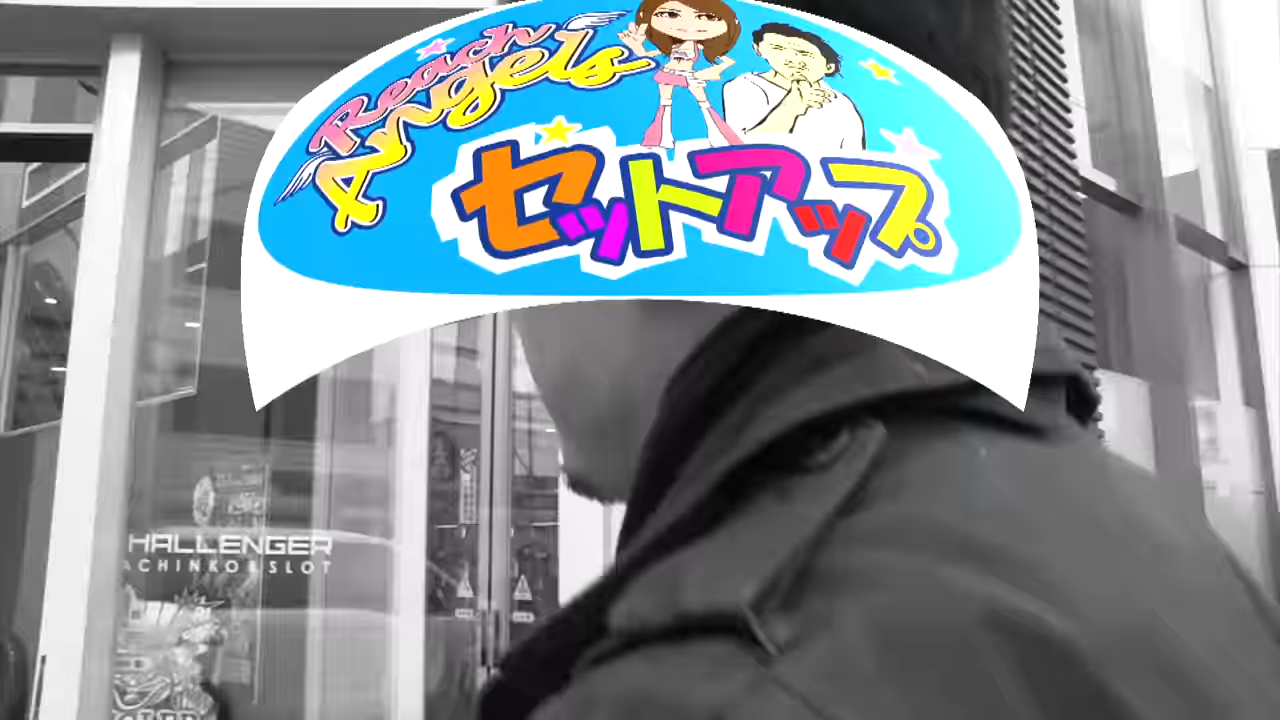 Reach
Angels
セットアップ
HALLENGER
ACHINKO & SLOT